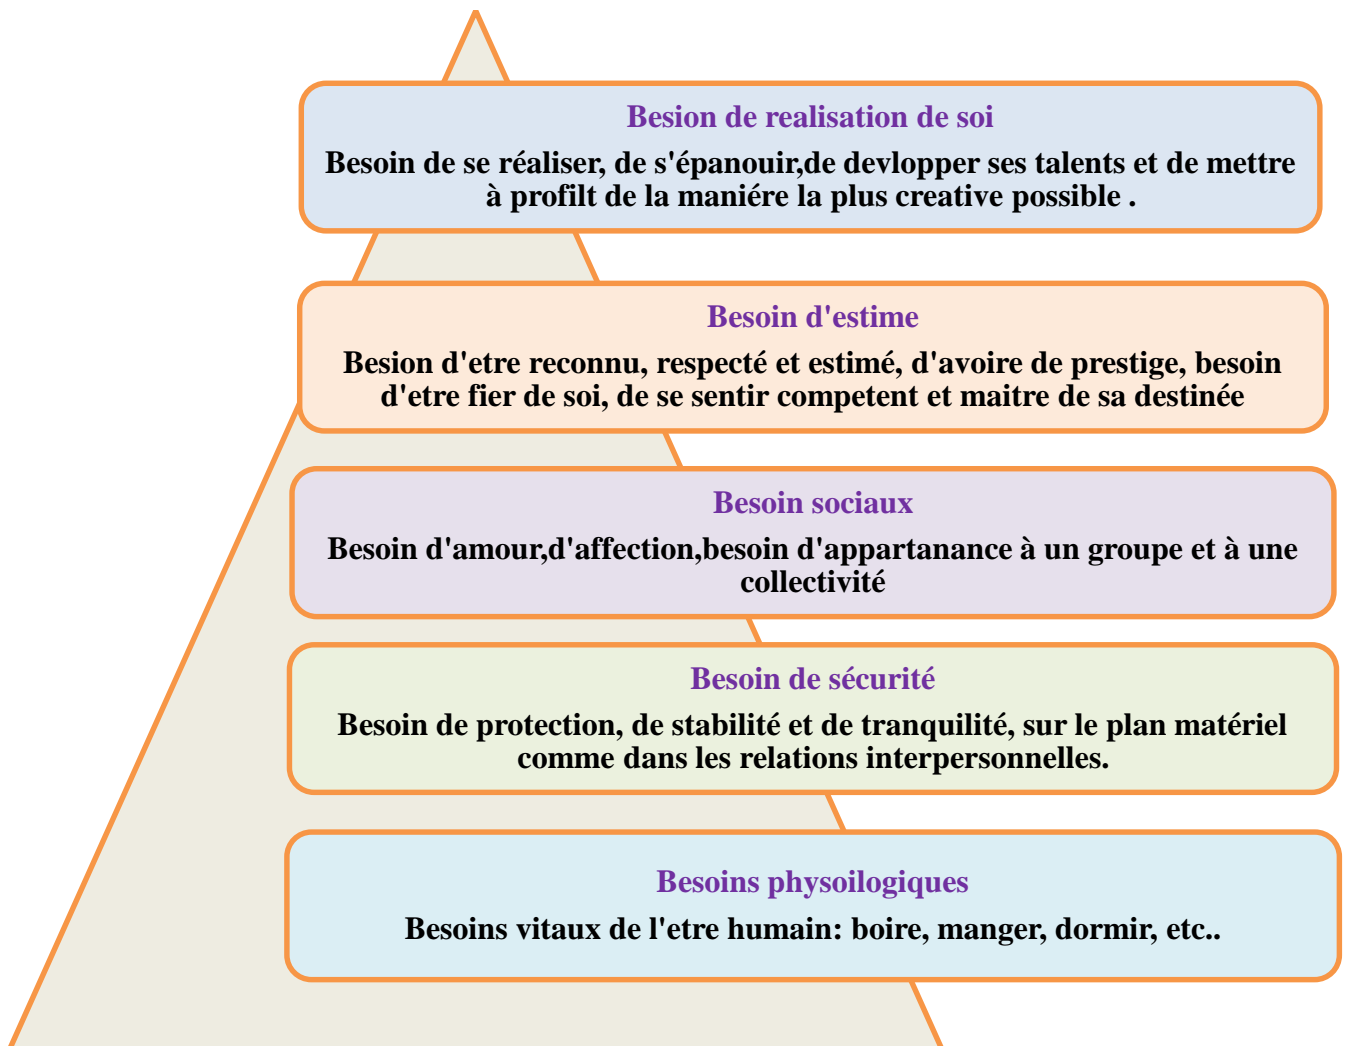 Besion de realisation de soi
Besoin de se réaliser, de s'épanouir,de devlopper ses talents et de mettre
à profilt de la maniére la plus creative possible .
Besoin d'estime
Besion d'etre reconnu, respecté et estimé, d'avoire de prestige, besoin
d'etre fier de soi, de se sentir competent et maitre de sa destinée
Besoin sociaux
Besoin d'amour,d'affection,besoin d'appartanance à un groupe et à une
collectivité
Besoin de sécurité
Besoin de protection, de stabilité et de tranquilité, sur le plan matériel
comme dans les relations interpersonnelles.
Besoins physoilogiques
Besoins vitaux de l'etre humain: boire, manger, dormir, etc..